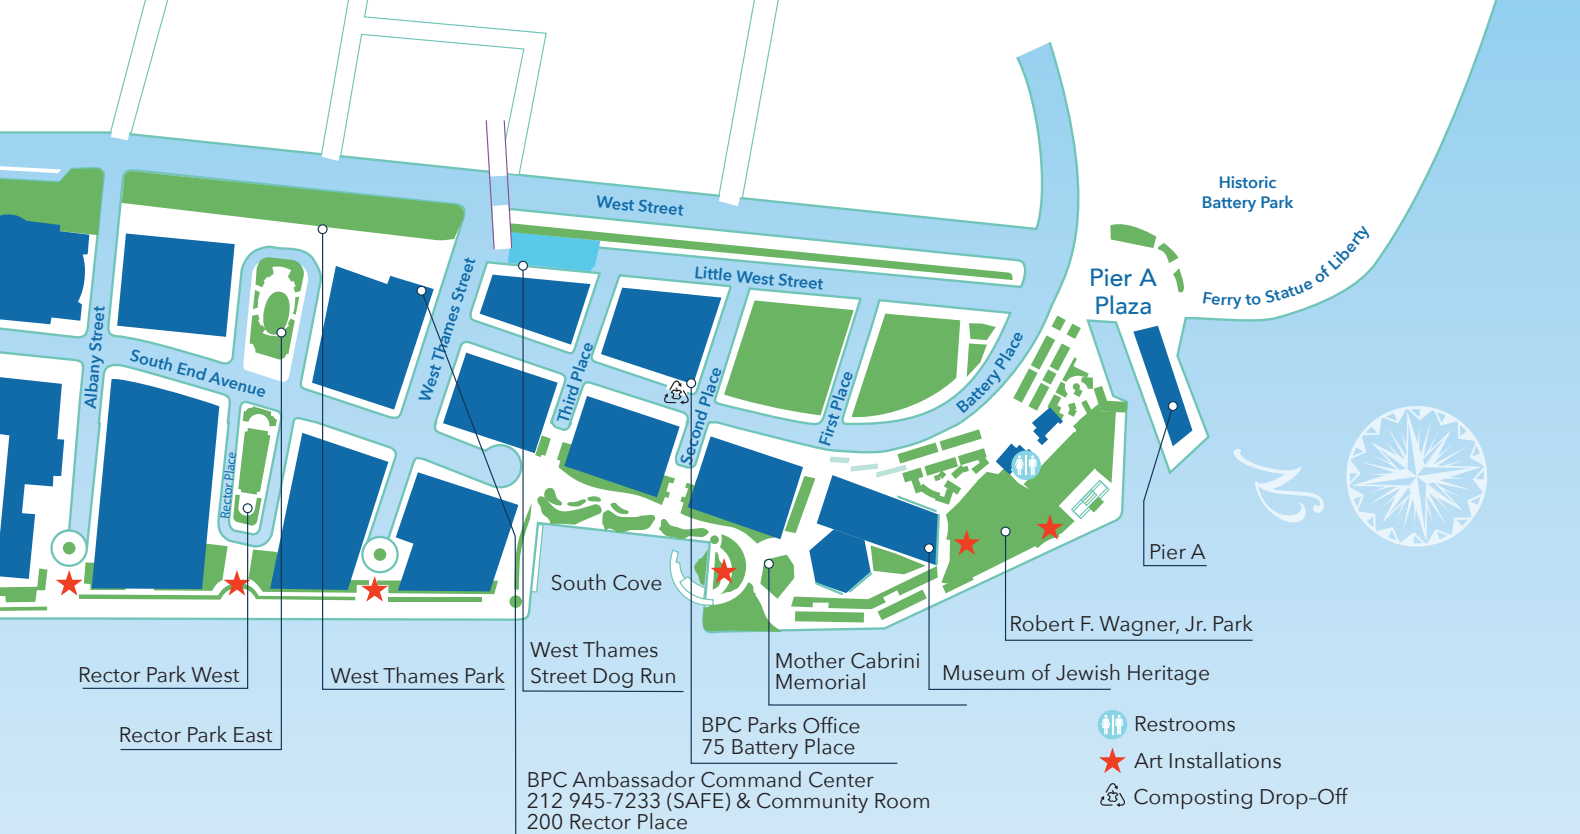 Historic
Battery Park
West Street
Little West Street
Pier A
Plaza
Ferry to Statue of Liberty
Albany Street
South End Avenue
West Thames Street
Third Place
Second Place
First Place
Battery Place
Rector Place
South Cove
Pier A
Robert F. Wagner, Jr. Park
West Thames
Street Dog Run
Mother Cabrini
Memorial
Museum of Jewish Heritage
Rector Park West
West Thames Park
Rector Park East
BPC Parks Office
75 Battery Place
BPC Ambassador Command Center
212 945-7233 (SAFE) & Community Room
200 Rector Place
Restrooms
Art Installations
Composting Drop-Off